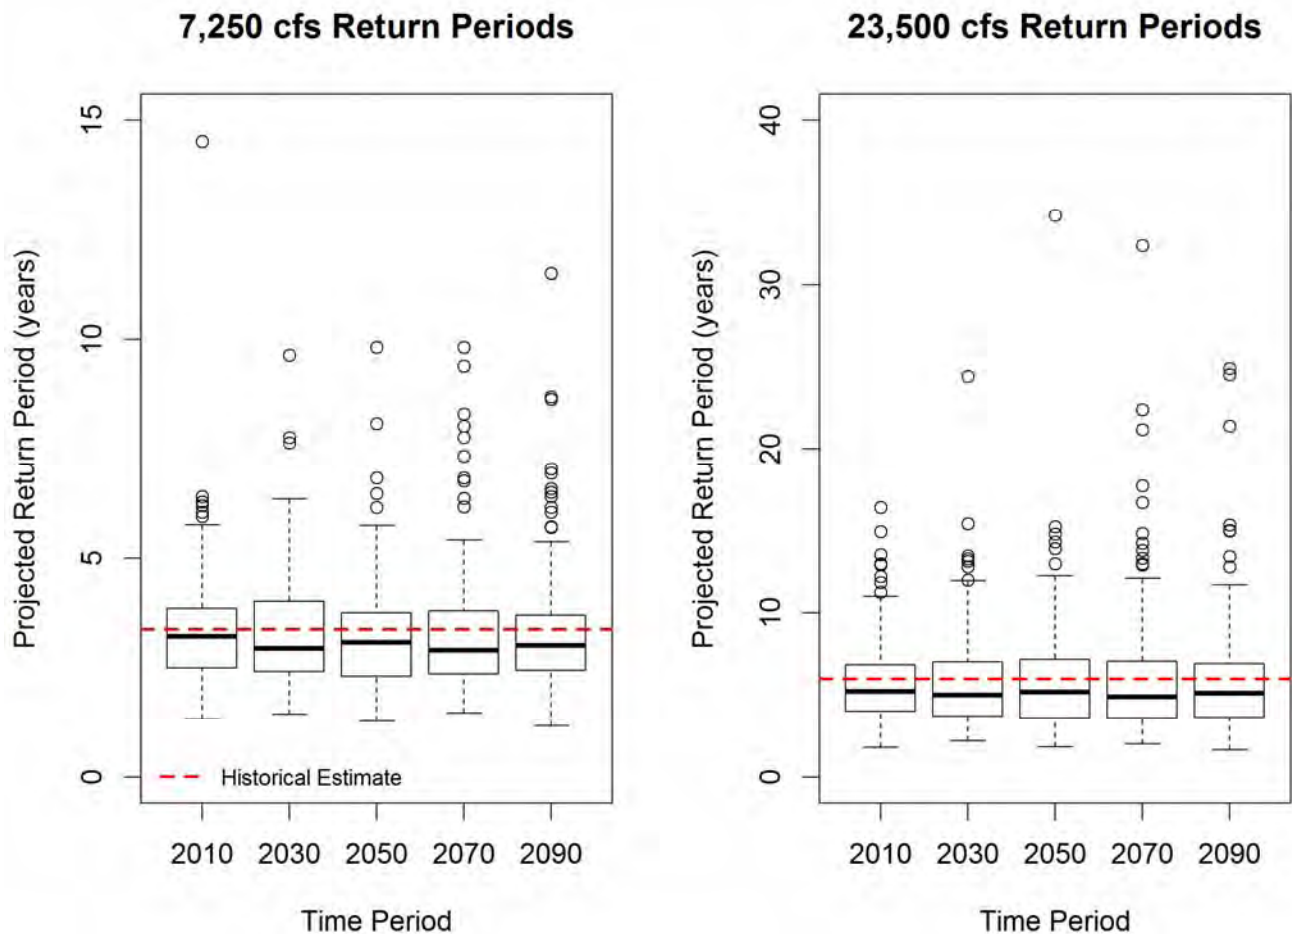 7,250 cfs Return Periods
Projected Return Period (years)
15
10
5
0
Historical Estimate
2010 2030 2050 2070 2090
Time Period
23,500 cfs Return Periods
Projected Return Period (years)
40
30
20
10
0
2010 2030 2050 2070 2090
Time Period